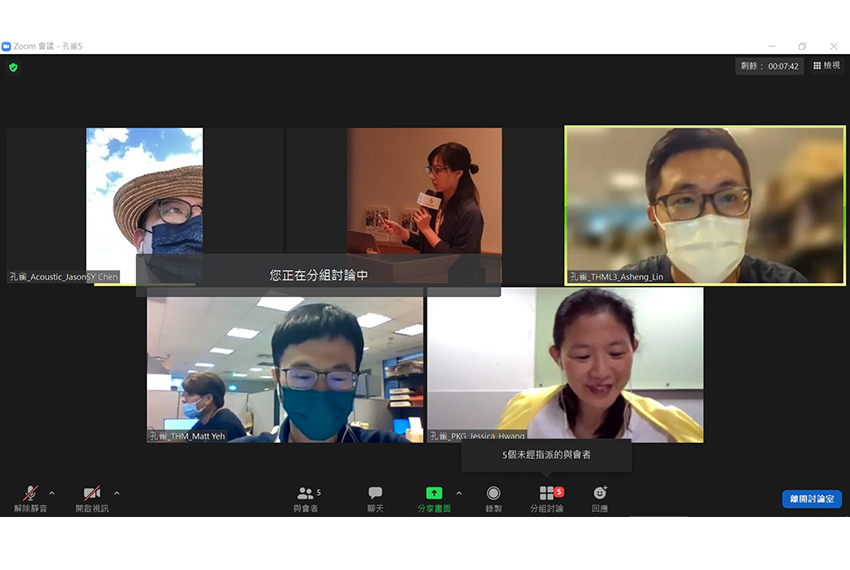 Zoom 會議 - 孔雀5
剩餘： 00:07:42
檢視
孔雀_Acoustic_JasonSY Chen
孔雀_THML3_Asheng_Lin
您正在分組討論中
孔雀_THM_Matt Yeh
孔雀_PKG_Jessica_Hwang
5個未經指派的與會者
5
5
解除靜音
開啟視訊
與會者
聊天
分享畫面
錄製
分組討論
回應
離開討論室